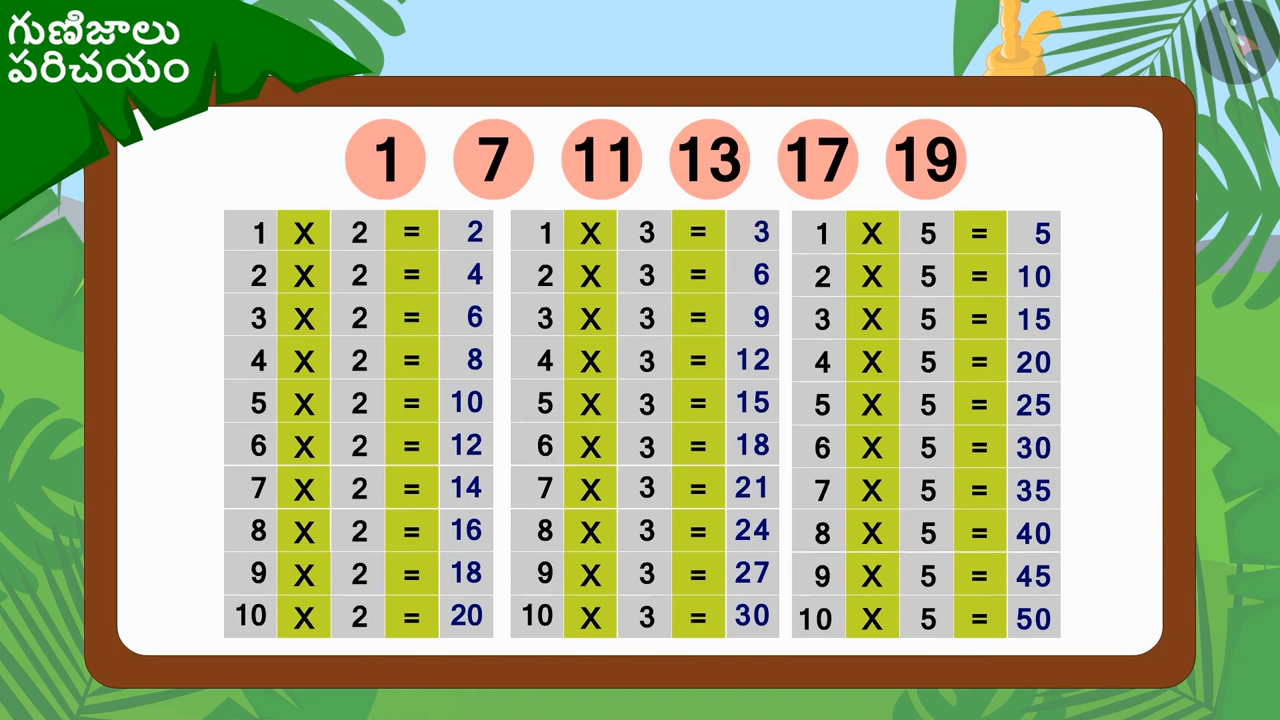 గుణిజాలు
పరిచయం
1 7 11 13 17 19
1 X 2 = 2 1 X 3 = 3 1 X 5 = 5
2 X 2 = 4 2 X 3 = 6 2 X 5 = 10
3 X 2 = 6 3 X 3 = 9 3 X 5 = 15
4 X 2 = 8 4 X 3 = 12 4 X 5 = 20
5 X 2 = 10 5 X 3 = 15 5 X 5 = 25
6 X 2 = 12 6 X 3 = 18 6 X 5 = 30
7 X 2 = 14 7 X 3 = 21 7 X 5 = 35
8 X 2 = 16 8 X 3 = 24 8 X 5 = 40
9 X 2 = 18 9 X 3 = 27 9 X 5 = 45
10 X 2 = 20 10 X 3 = 30 10 X 5 = 50